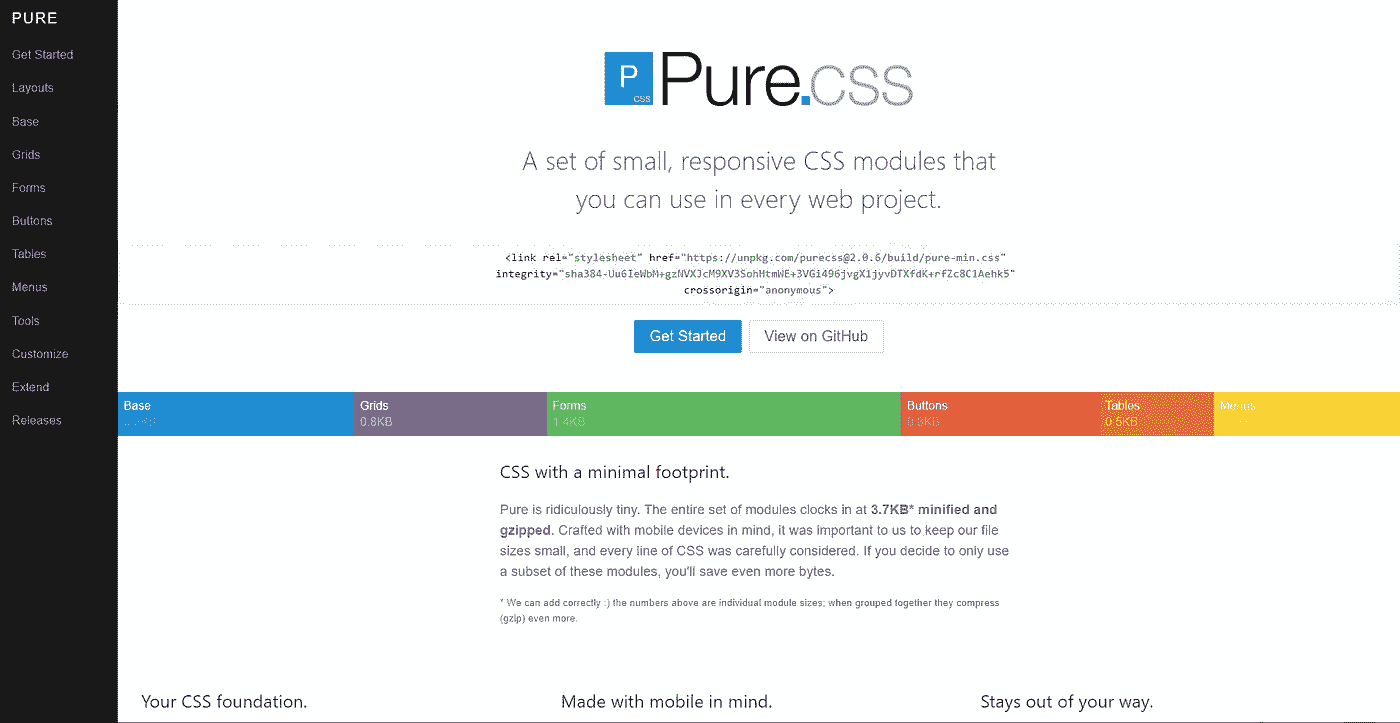 PURE
Get Started
Layouts
Base
Grids
Forms
Buttons
Tables
Menus
Tools
Customize
Extend
Releases
P
CSS
Pure.css
A set of small, responsive CSS modules that
you can use in every web project.
<link rel="stylesheet" href="https://unpkg.com/purecss@2.0.6/build/pure-min.css"
integrity="sha384-Uu6IeWbM+gzNVXJcM9XV3SohHtmWE+3VGi496jvgX1jyvDTXfdK+rfZc8C1Aehk5"
crossorigin="anonymous">
Get Started
View on GitHub
Base
Grids
0.8KB
Forms
1.4KB
Buttons
0.8KB
Tables
0.5KB
Menus
CSS with a minimal footprint.
Pure is ridiculously tiny. The entire set of modules clocks in at 3.7KB* minified and
gzipped. Crafted with mobile devices in mind, it was important to us to keep our file
sizes small, and every line of CSS was carefully considered. If you decide to only use
a subset of these modules, you'll save even more bytes.
* We can add correctly :) the numbers above are individual module sizes; when grouped together they compress
(gzip) even more.
Your CSS foundation.
Made with mobile in mind.
Stays out of your way.